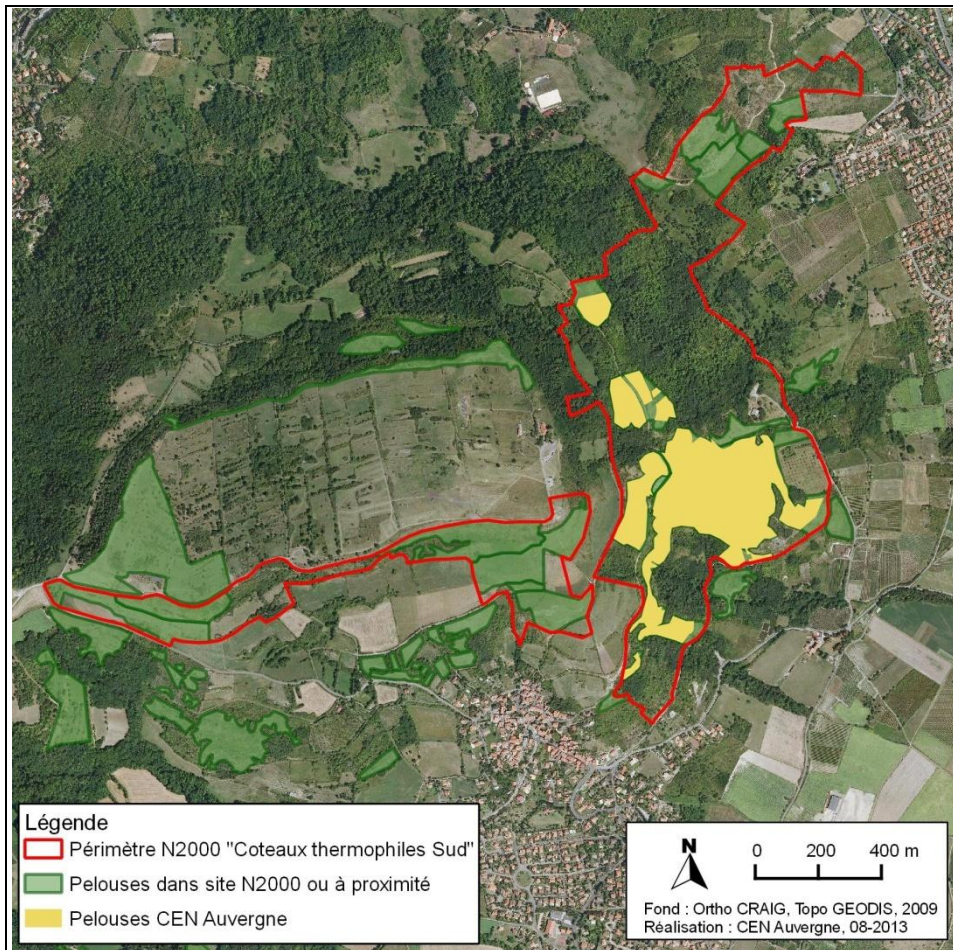 Légende
Périmètre N2000 "Coteaux thermophiles Sud"
Pelouses dans site N2000 ou à proximité
Pelouses CEN Auvergne
N
0 200 400 m
Fond : Ortho CRAIG, Topo GEODIS, 2009
Réalisation : CEN Auvergne, 08-2013